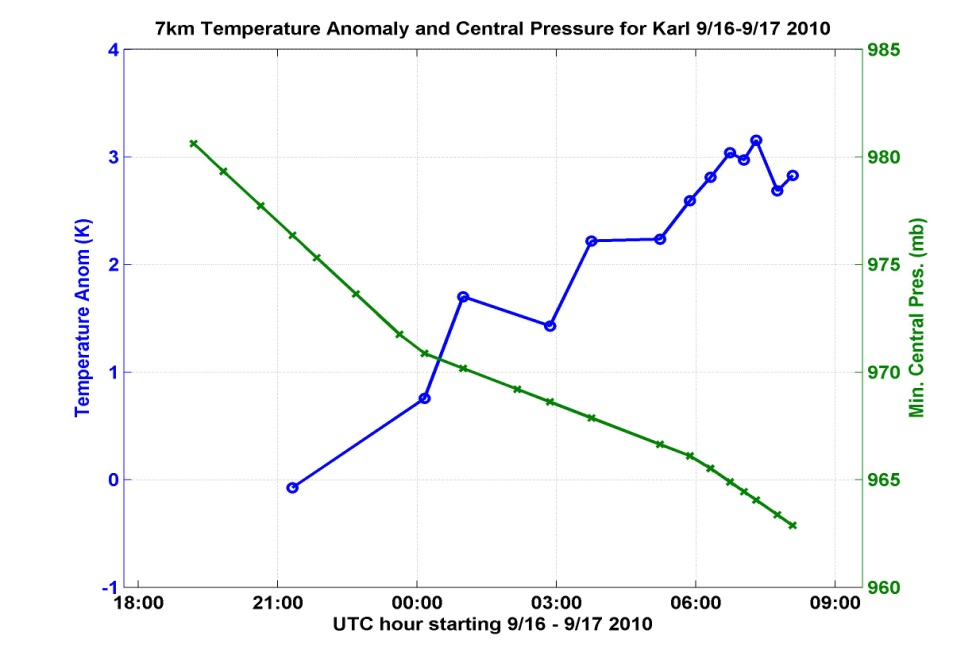 7km Temperature Anomaly and Central Pressure for Karl 9/16-9/17 2010
4
3
2
1
0
-1
Temperature Anom (K)
985
980
975
970
965
960
Min. Central Pres. (mb)
18:00 21:00 00:00 03:00 06:00 09:00
UTC hour starting 9/16 - 9/17 2010